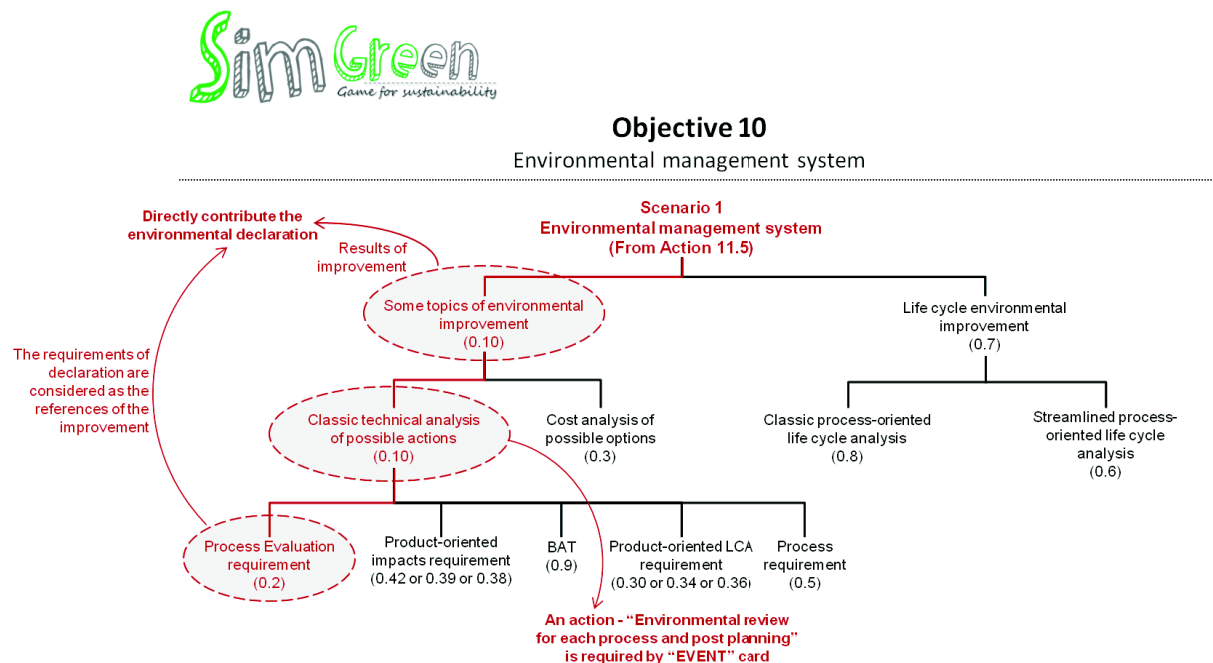 Sim Green
Game for sustainability
Objective 10
Environmental management system
Scenario 1
Environmental management system
(From Action 11.5)
Directly contribute the
environmental declaration
Results of
improvement
Some topics of environmental
improvement
(0.10)
Life cycle environmental
improvement
(0.7)
The requirements of
declaration are
considered as the
references of the
improvement
Classic technical analysis
of possible actions
(0.10)
Cost analysis of
possible options
(0.3)
Classic process-oriented
life cycle analysis
(0.8)
Streamlined process-
oriented life cycle
analysis
(0.6)
Process Evaluation
requirement
(0.2)
Product-oriented
impacts requirement
(0.42 or 0.39 or 0.38)
BAT
(0.9)
Product-oriented LCA
requirement
(0.30 or 0.34 or 0.36)
Process
requirement
(0.5)
An action - “Environmental review
for each process and post planning”
is required by “EVENT” card